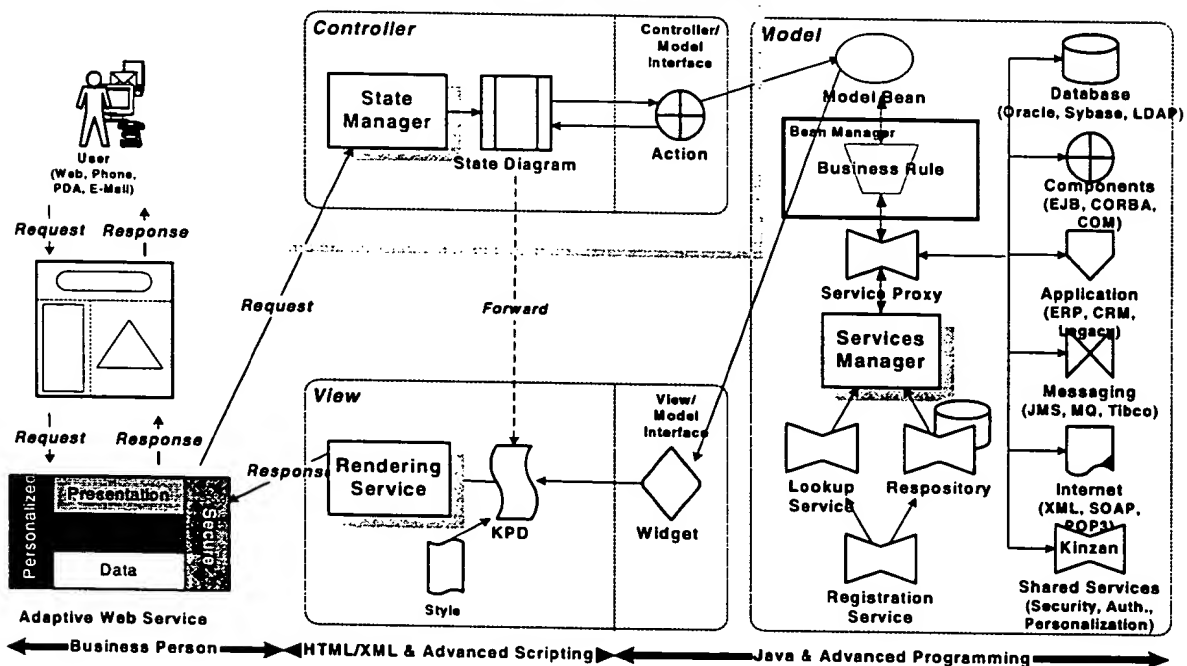 Controller
Controller/
Model
Interface
State
Manager
State Diagram
Action
Model
Model Bean
Bean Manager
Business Rule
Service Proxy
Services
Manager
Lookup
Service
Respository
Registration
Service
Database
(Oracle, Sybase, LDAP)
Components
(EJB, CORBA,
COM)
Application
(ERP, CRM,
Legacy)
Messaging
(JMS, MQ, Tibco)
Internet
(XML, SOAP,
POP3)
Kinzan
Shared Services
(Security, Auth.,
Personalization)
User
(Web, Phone,
PDA, E-Mail)
Request
Response
Request
Response
Request
Forward
Response
View
View/
Model
Interface
Rendering
Service
KPD
Style
Widget
Personalized
Presentation
Data
Secure
Adaptive Web Service
Business Person
HTML/XML & Advanced Scripting
Java & Advanced Programming